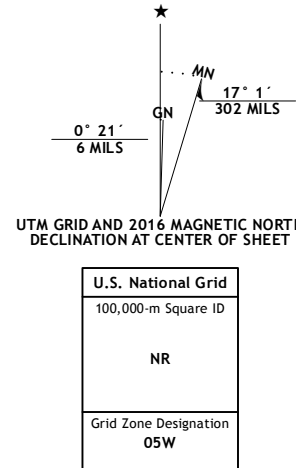 ★
MN
GN
17° 1´
302 MILS
0° 21´
6 MILS
UTM GRID AND 2016 MAGNETIC NORTH
DECLINATION AT CENTER OF SHEET
U.S. National Grid
100,000-m Square ID
NR
Grid Zone Designation
05W